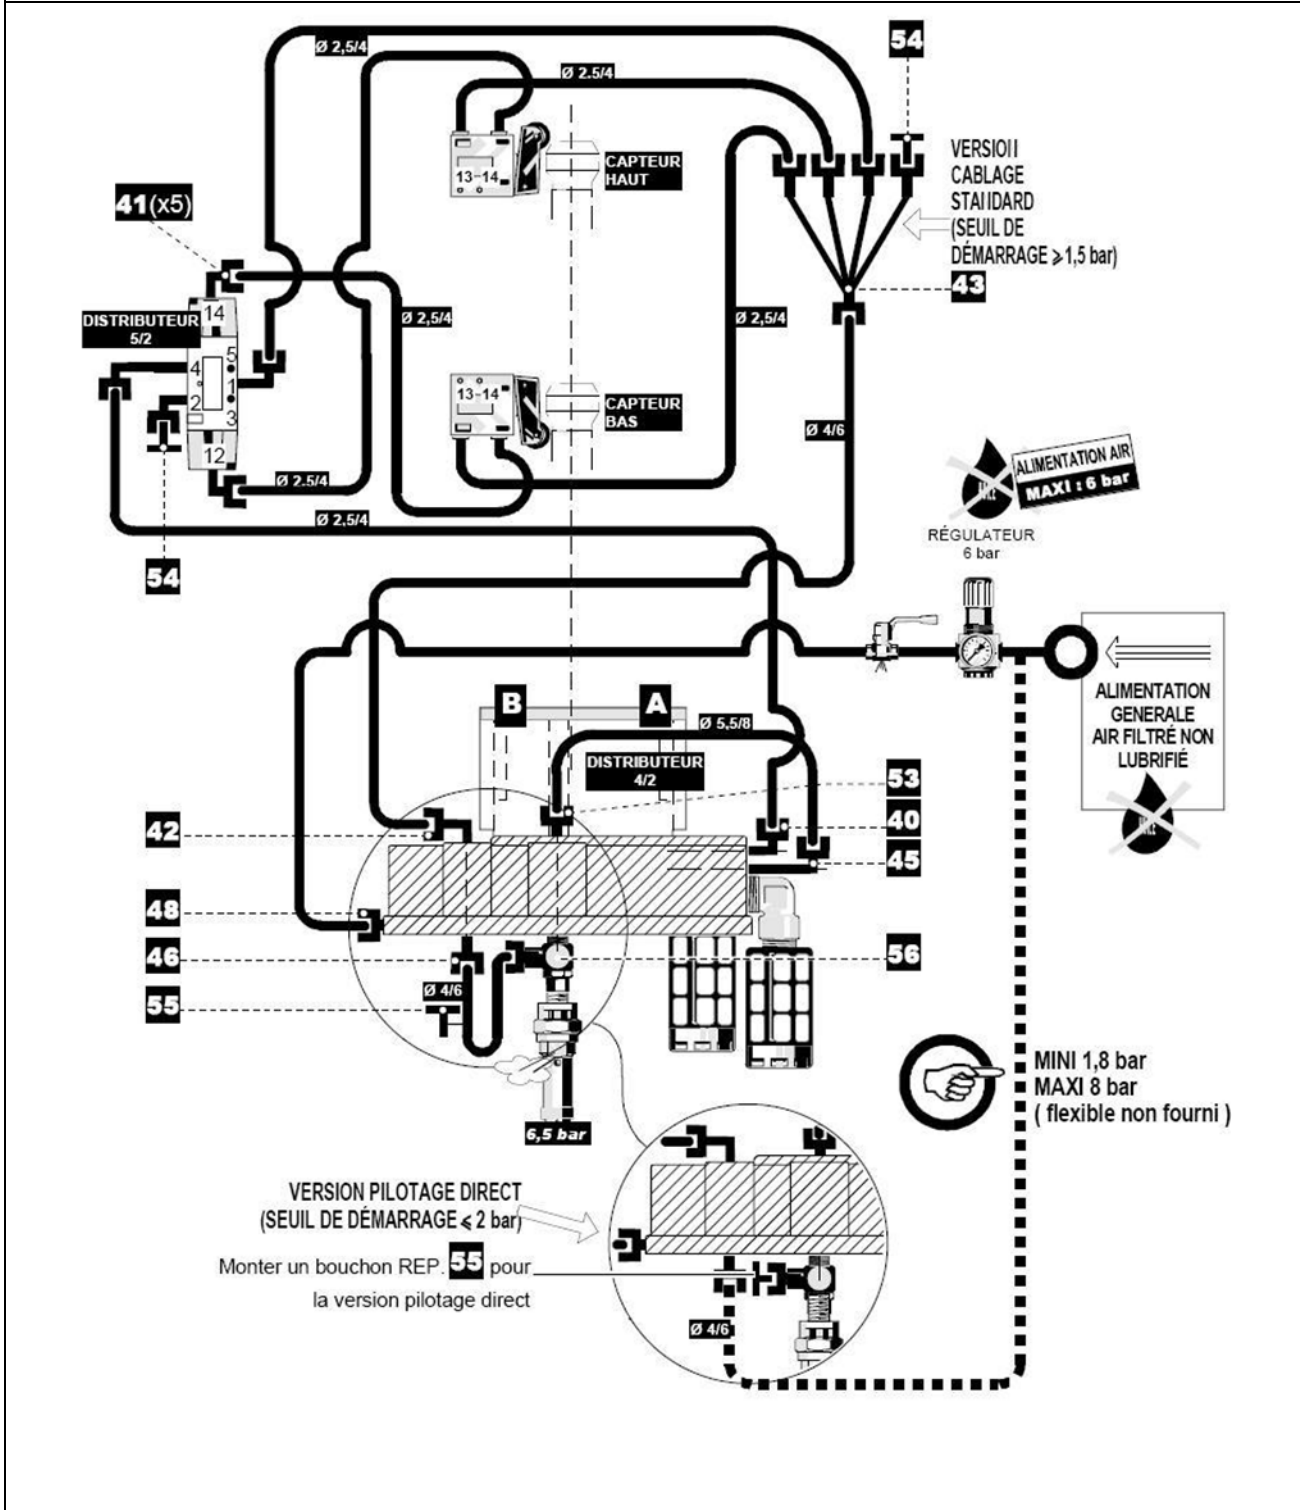 Ø 2,5/4
54
Ø 2.5/4
VERSIOII
CABLAGE
STAIIDARD
(SEUIL DE
DÉMARRAGE ⩾ 1,5 bar)
CAPTEUR
HAUT
13-14
41(x5)
43
14
DISTRIBUTEUR
5/2
Ø 2,5/4
Ø 2,5/4
5
4
1
2
3
13-14
CAPTEUR
BAS
Ø 4/6
12
Ø 2.5/4
ALIMENTATION AIR
MAXI : 6 bar
Ø 2,5/4
RÉGULATEUR
6 bar
54
B
A
Ø 5,5/8
ALIMENTATION
GENERALE
AIR FILTRÉ NON
LUBRIFIÉ
DISTRIBUTEUR
4/2
53
42
40
45
48
46
56
Ø 4/6
55
MINI 1,8 bar
MAXI 8 bar
( flexible non fourni )
6,5 bar
VERSION PILOTAGE DIRECT
(SEUIL DE DÉMARRAGE ⩽ 2 bar)
Monter un bouchon REP. 55 pour
la version pilotage direct
Ø 4/6